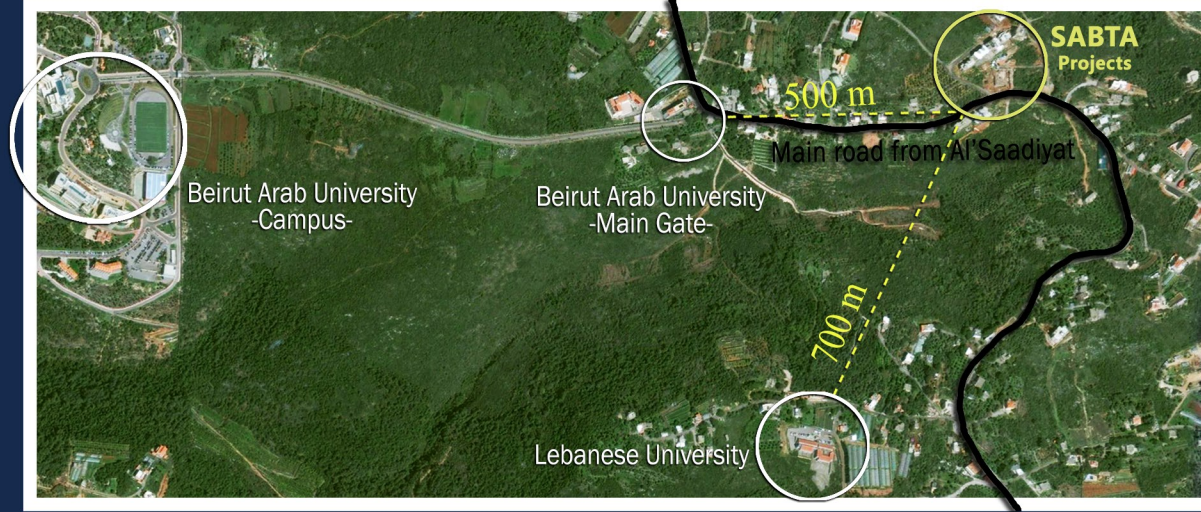 SABTA
Projects
500 m
Main road from Al'Saadiyat
Beirut Arab University
-Campus-
Beirut Arab University
-Main Gate-
700 m
Lebanese University